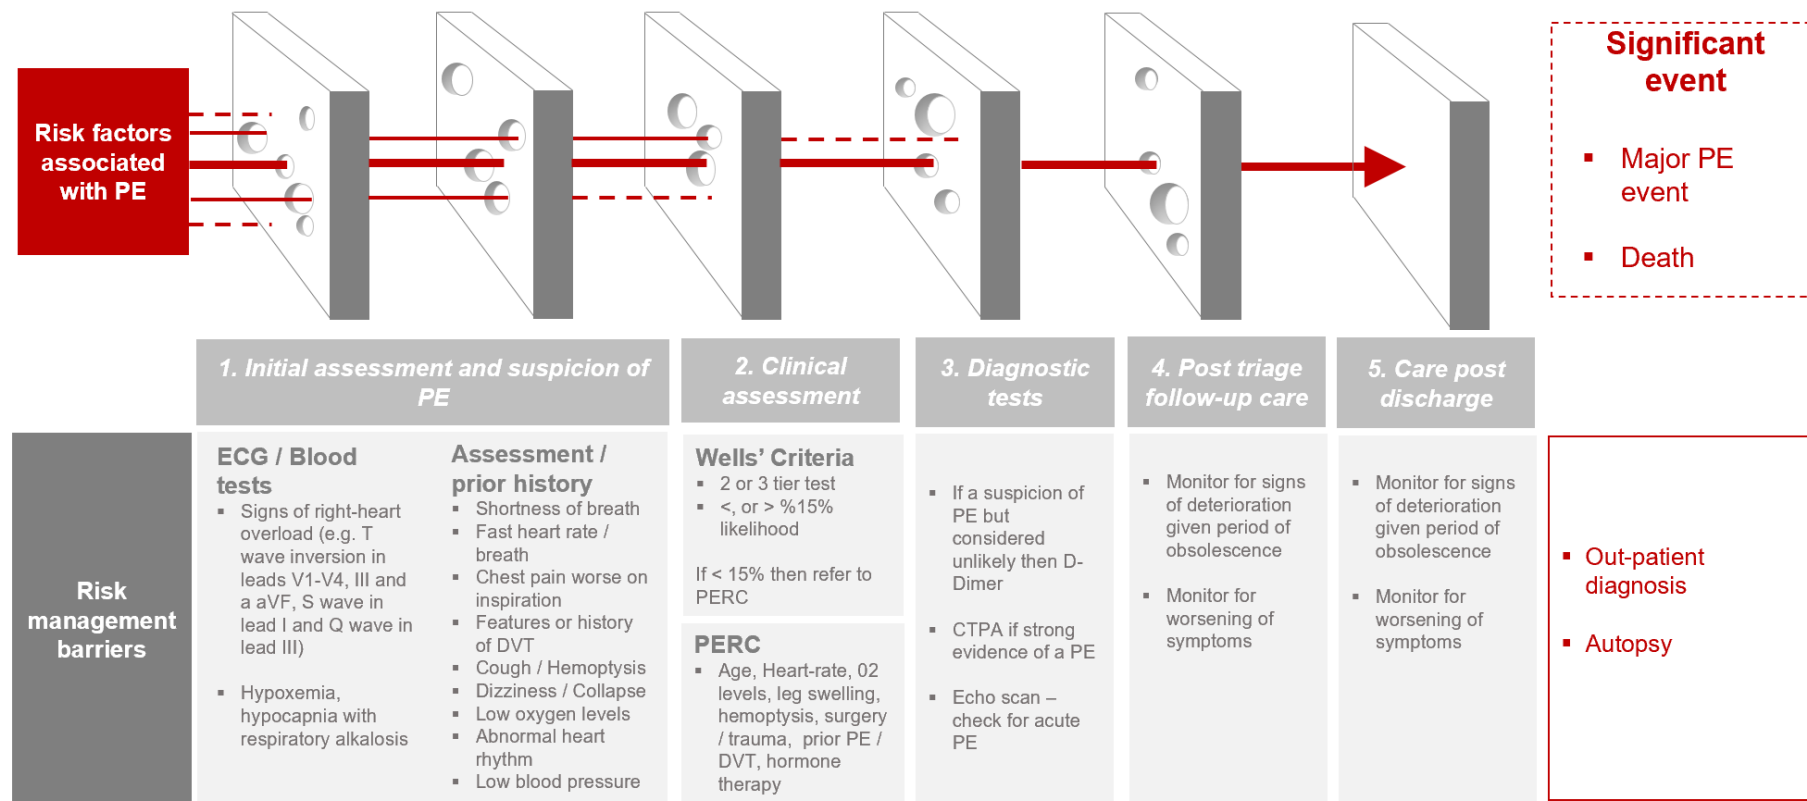 Risk factors
associated
with PE
Significant
event
▪ Major PE
event
▪ Death
1. Initial assessment and suspicion of
PE
2. Clinical
assessment
3. Diagnostic
tests
4. Post triage
follow-up care
5. Care post
discharge
Risk
management
barriers
ECG / Blood
tests
▪ Signs of right-heart
overload (e.g. T
wave inversion in
leads V1-V4, III and
a aVF, S wave in
lead I and Q wave in
lead III)
▪ Hypoxemia,
hypocapnia with
respiratory alkalosis
Assessment /
prior history
▪ Shortness of breath
▪ Fast heart rate /
breath
▪ Chest pain worse on
inspiration
▪ Features or history
of DVT
▪ Cough / Hemoptysis
▪ Dizziness / Collapse
▪ Low oxygen levels
▪ Abnormal heart
rhythm
▪ Low blood pressure
Wells’ Criteria
▪ 2 or 3 tier test
▪ <, or > %15%
likelihood
If < 15% then refer to
PERC
PERC
▪ Age, Heart-rate, 02
levels, leg swelling,
hemoptysis, surgery
/ trauma, prior PE /
DVT, hormone
therapy
▪ If a suspicion of
PE but
considered
unlikely then D-
Dimer
▪ CTPA if strong
evidence of a PE
▪ Echo scan –
check for acute
PE
▪ Monitor for signs
of deterioration
given period of
obsolescence
▪ Monitor for
worsening of
symptoms
▪ Monitor for signs
of deterioration
given period of
obsolescence
▪ Monitor for
worsening of
symptoms
▪ Out-patient
diagnosis
▪ Autopsy